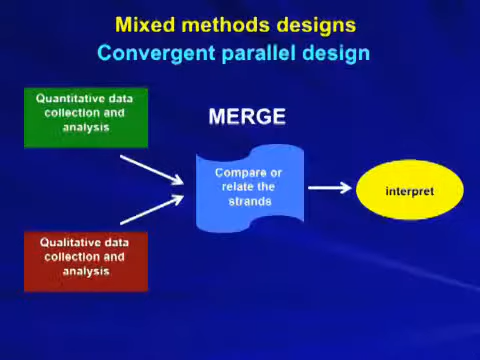 Mixed methods designs
Convergent parallel design
Quantitative data
collection and
analysis
MERGE
Compare or
relate the
strands
interpret
Qualitative data
collection and
analysis